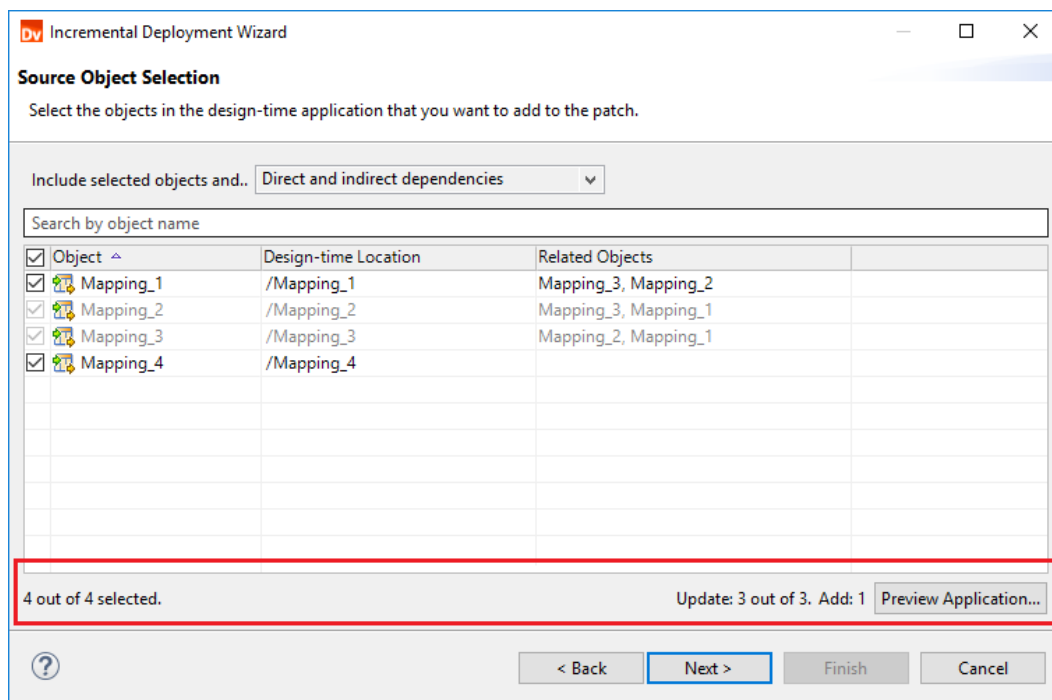 Dv Incremental Deployment Wizard
Source Object Selection
Select the objects in the design-time application that you want to add to the patch.
Include selected objects and.. Direct and indirect dependencies
Search by object name
Object Design-time Location Related Objects
Mapping_1 /Mapping_1 Mapping_3, Mapping_2
Mapping_2 /Mapping_2 Mapping_3, Mapping_1
Mapping_3 /Mapping_3 Mapping_2, Mapping_1
Mapping_4 /Mapping_4
4 out of 4 selected. Update: 3 out of 3. Add: 1 Preview Application...
? < Back Next > Finish Cancel